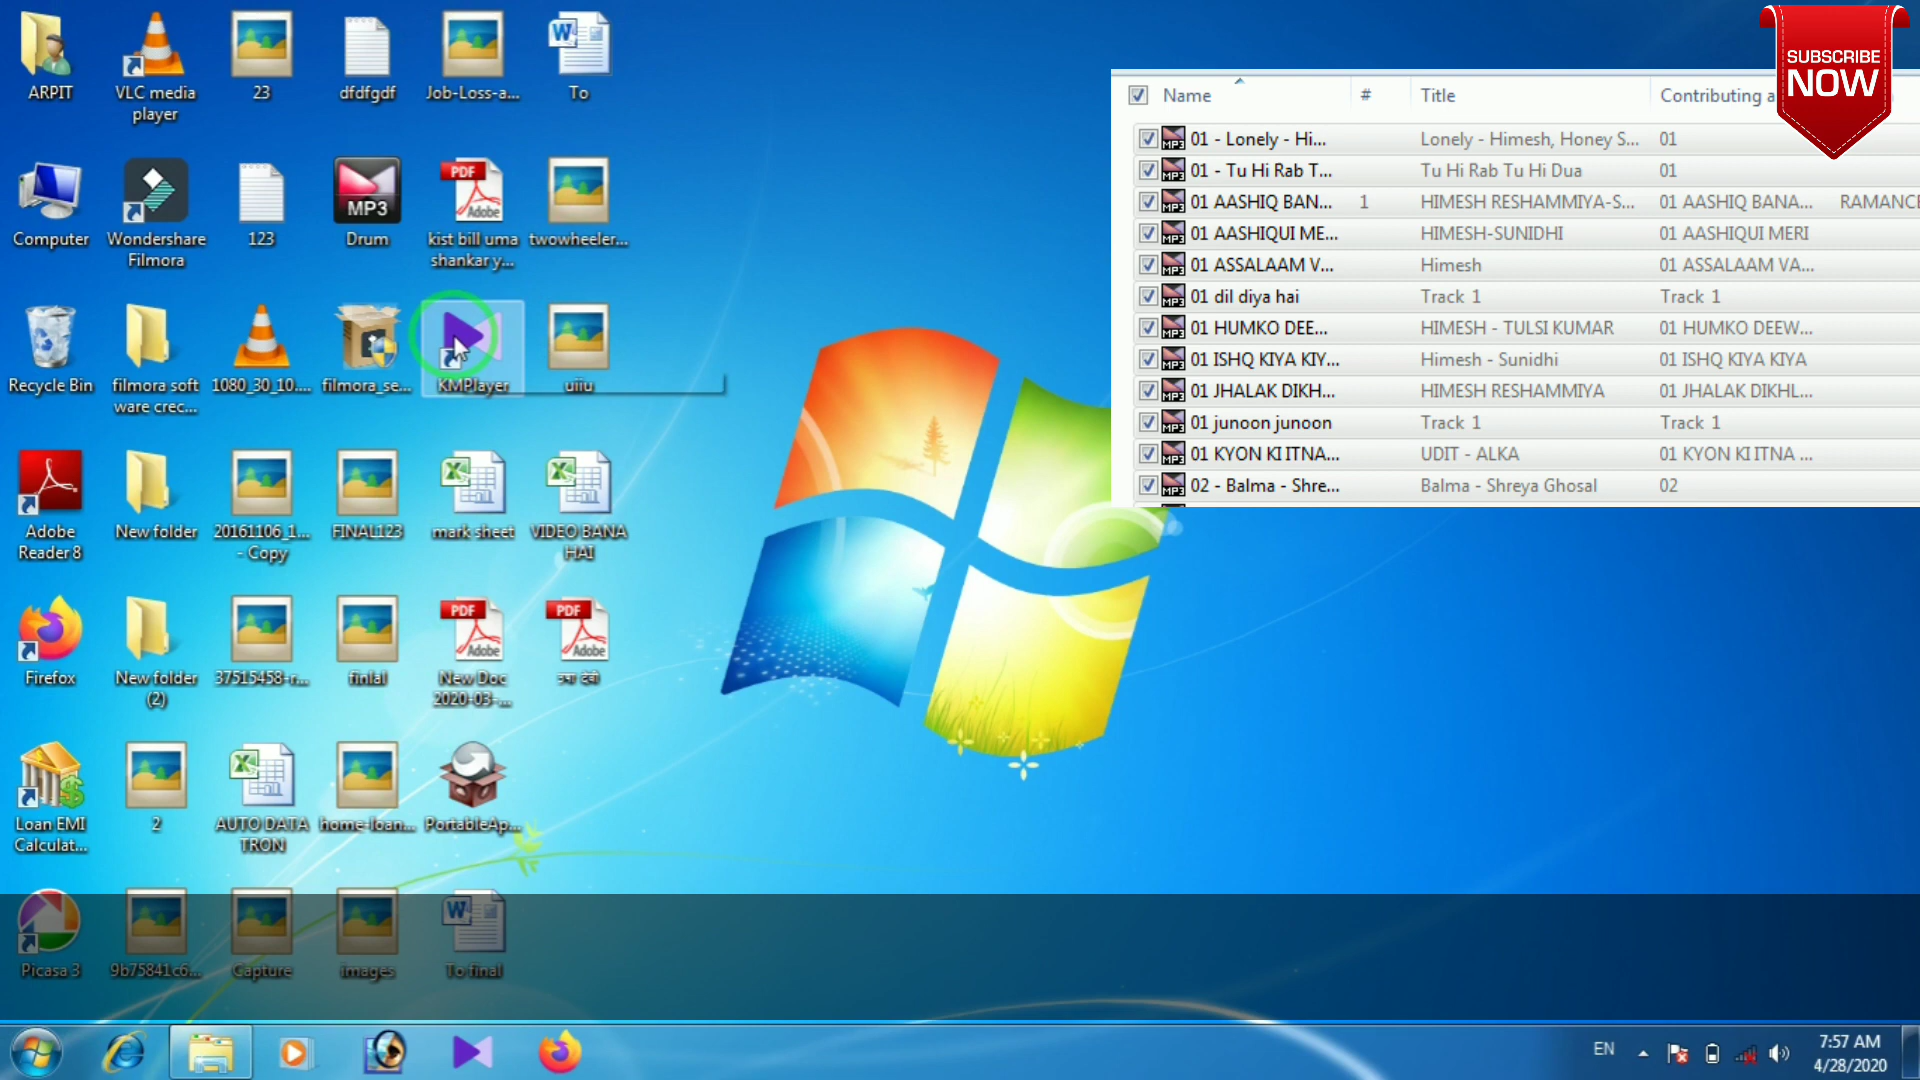 ARPIT
VLC media
player
23
dfdfgdf
Job-Loss-a...
To
Computer
Wondershare
Filmora
123
MP3
Drum
PDF
Adobe
kist bill uma
shankar y...
twowheeler...
Recycle Bin
filmora soft
ware crec...
1080_30_10....
filmora_se...
KMPlayer
uiiu
Adobe
Reader 8
New folder
20161106_1...
- Copy
FINAL123
mark sheet
VIDEO BANA
HAI
Firefox
New folder
(2)
37515458-r...
finlal
PDF
Adobe
New Doc
2020-03-...
PDF
Adobe
उमा देवी
Loan EMI
Calculat...
2
AUTO DATA
TRON
home-loan...
PortableAp...
Picasa 3
9b75841c6...
Capture
images
To final
SUBSCRIBE
NOW
Name # Title Contributing a
01 - Lonely - Hi... Lonely - Himesh, Honey S... 01
01 - Tu Hi Rab T... Tu Hi Rab Tu Hi Dua 01
01 AASHIQ BAN... 1 HIMESH RESHAMMIYA-S... 01 AASHIQ BANA... RAMANCE
01 AASHIQUI ME... HIMESH-SUNIDHI 01 AASHIQUI MERI
01 ASSALAAM V... Himesh 01 ASSALAAM VA...
01 dil diya hai Track 1 Track 1
01 HUMKO DEE... HIMESH - TULSI KUMAR 01 HUMKO DEEW...
01 ISHQ KIYA KIY... Himesh - Sunidhi 01 ISHQ KIYA KIYA
01 JHALAK DIKH... HIMESH RESHAMMIYA 01 JHALAK DIKHL...
01 junoon junoon Track 1 Track 1
01 KYON KI ITNA... UDIT - ALKA 01 KYON KI ITNA ...
02 - Balma - Shre... Balma - Shreya Ghosal 02
EN
7:57 AM
4/28/2020